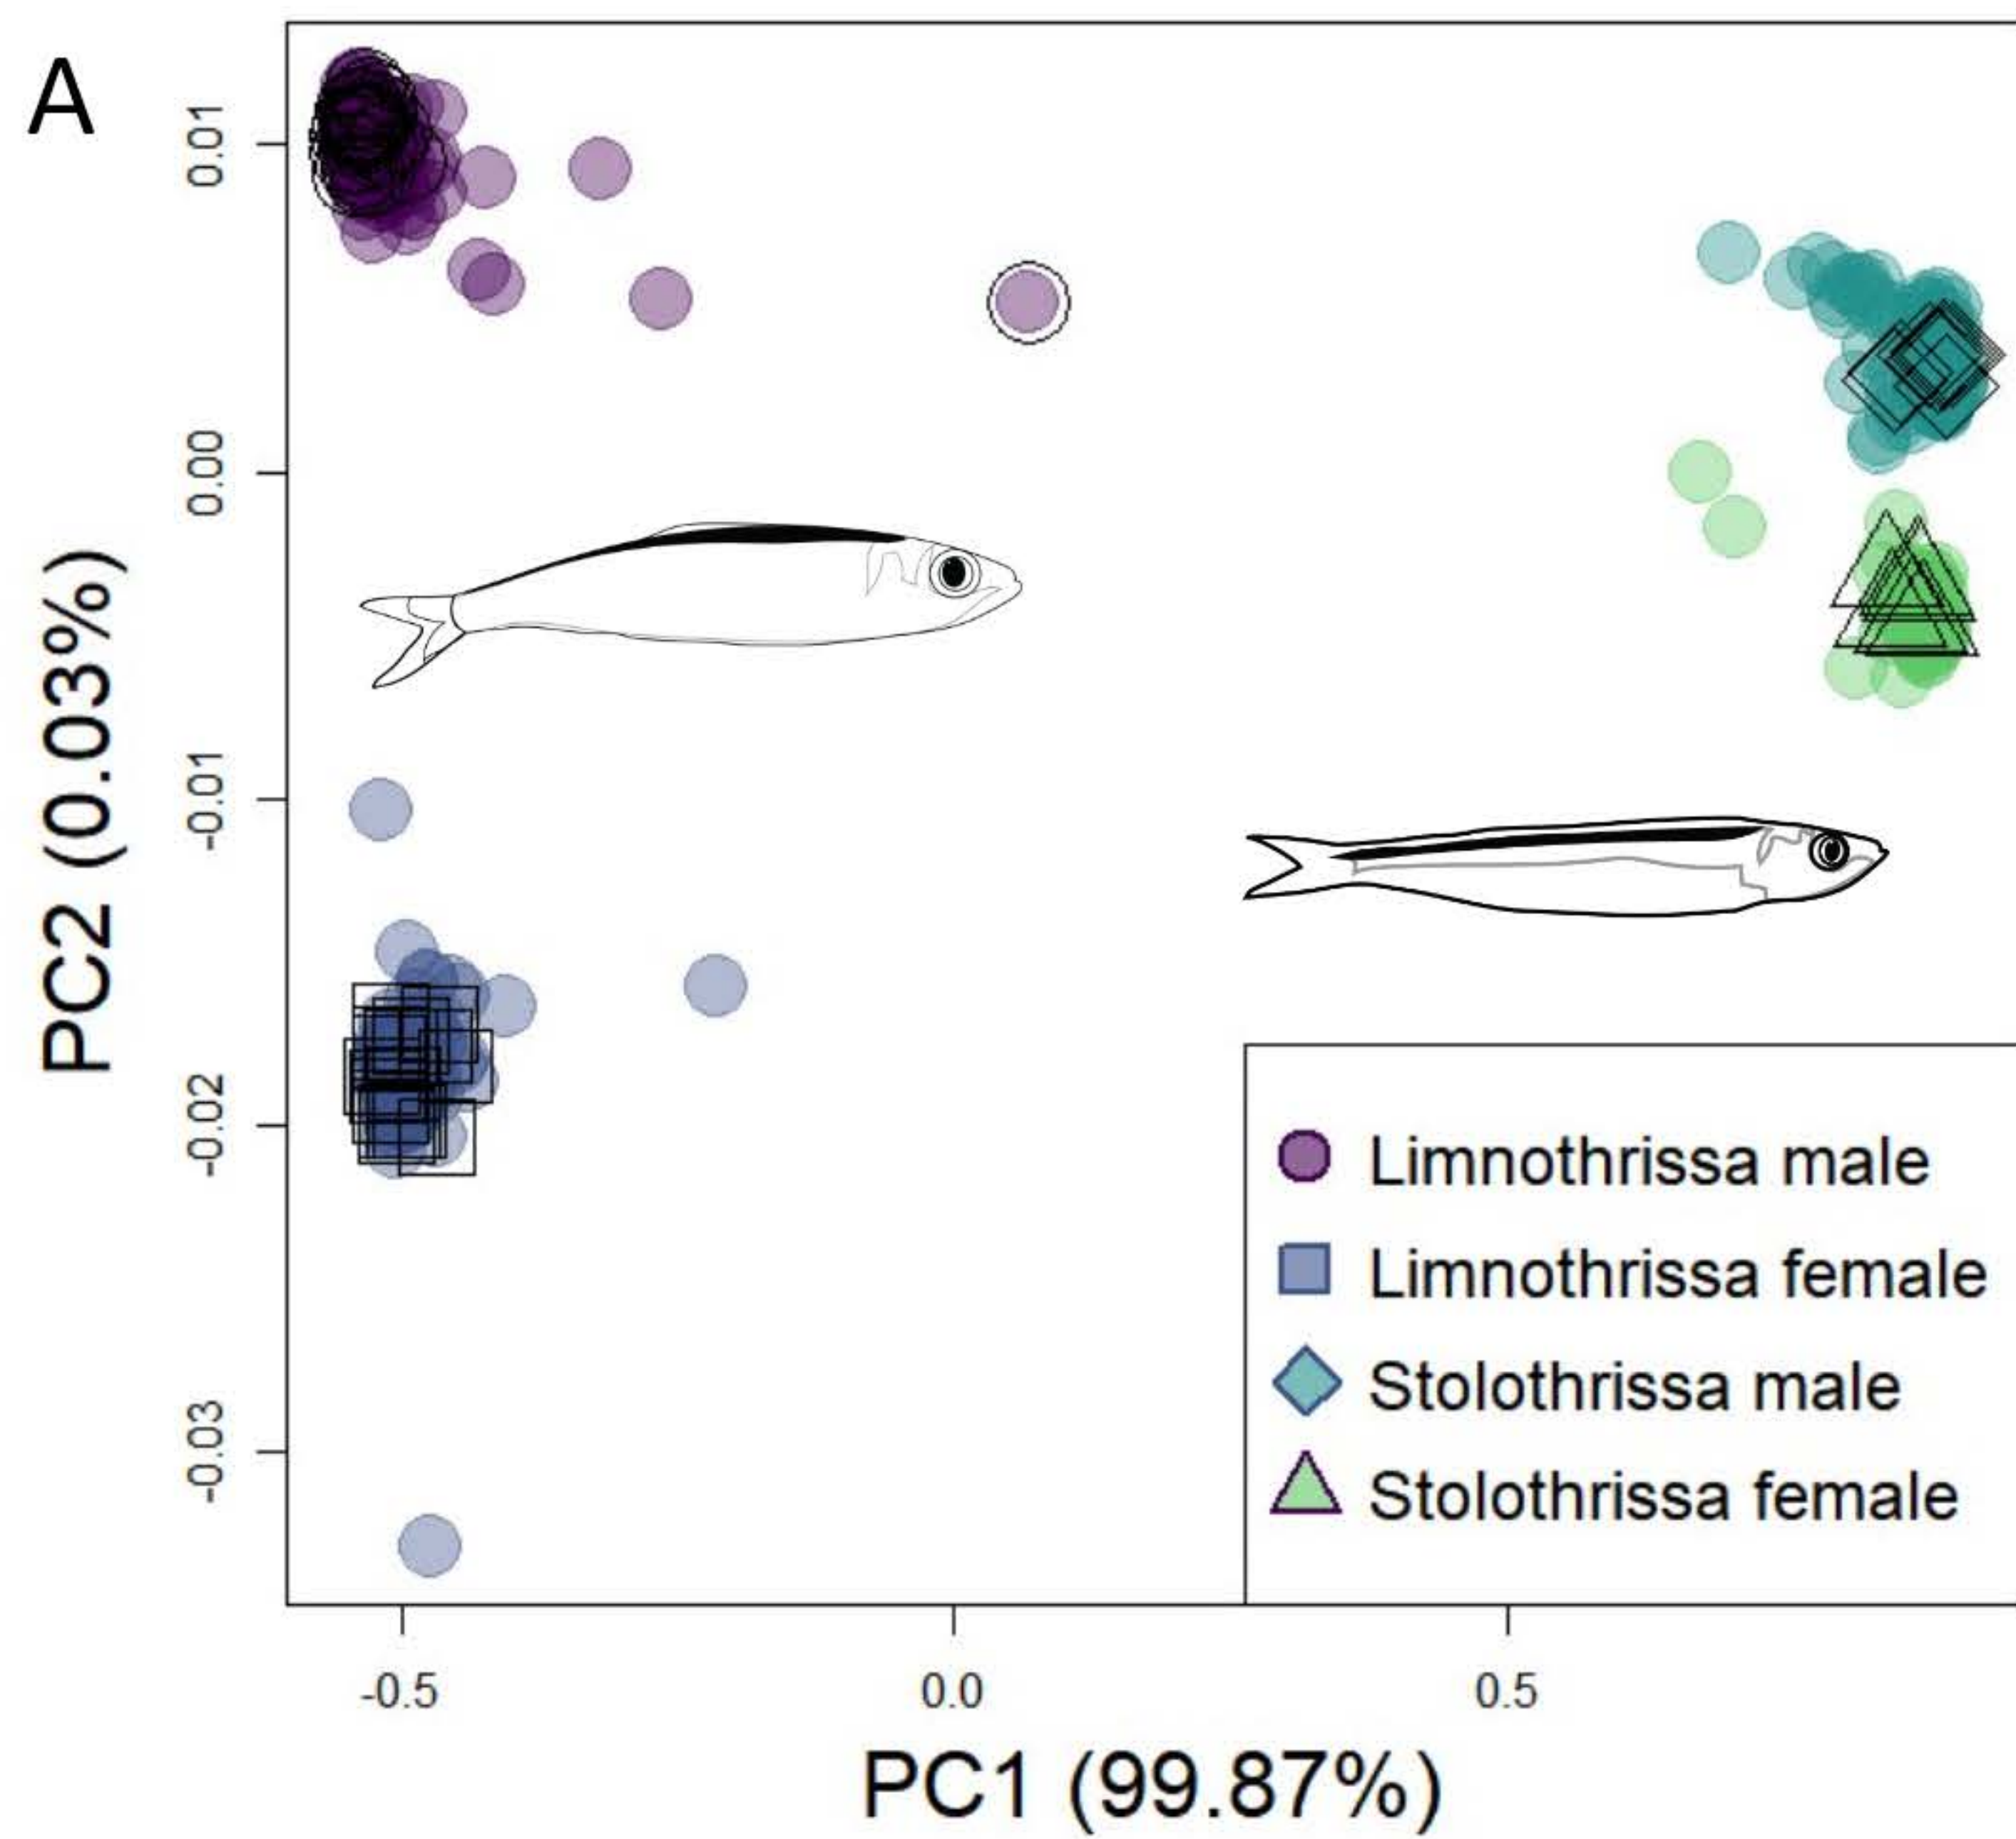 A
0.01
0.00
-0.01
-0.02
-0.03
PC2 (0.03%)
Limnothrissa male
Limnothrissa female
Stolothrissa male
Stolothrissa female
-0.5
0.0
0.5
PC1 (99.87%)